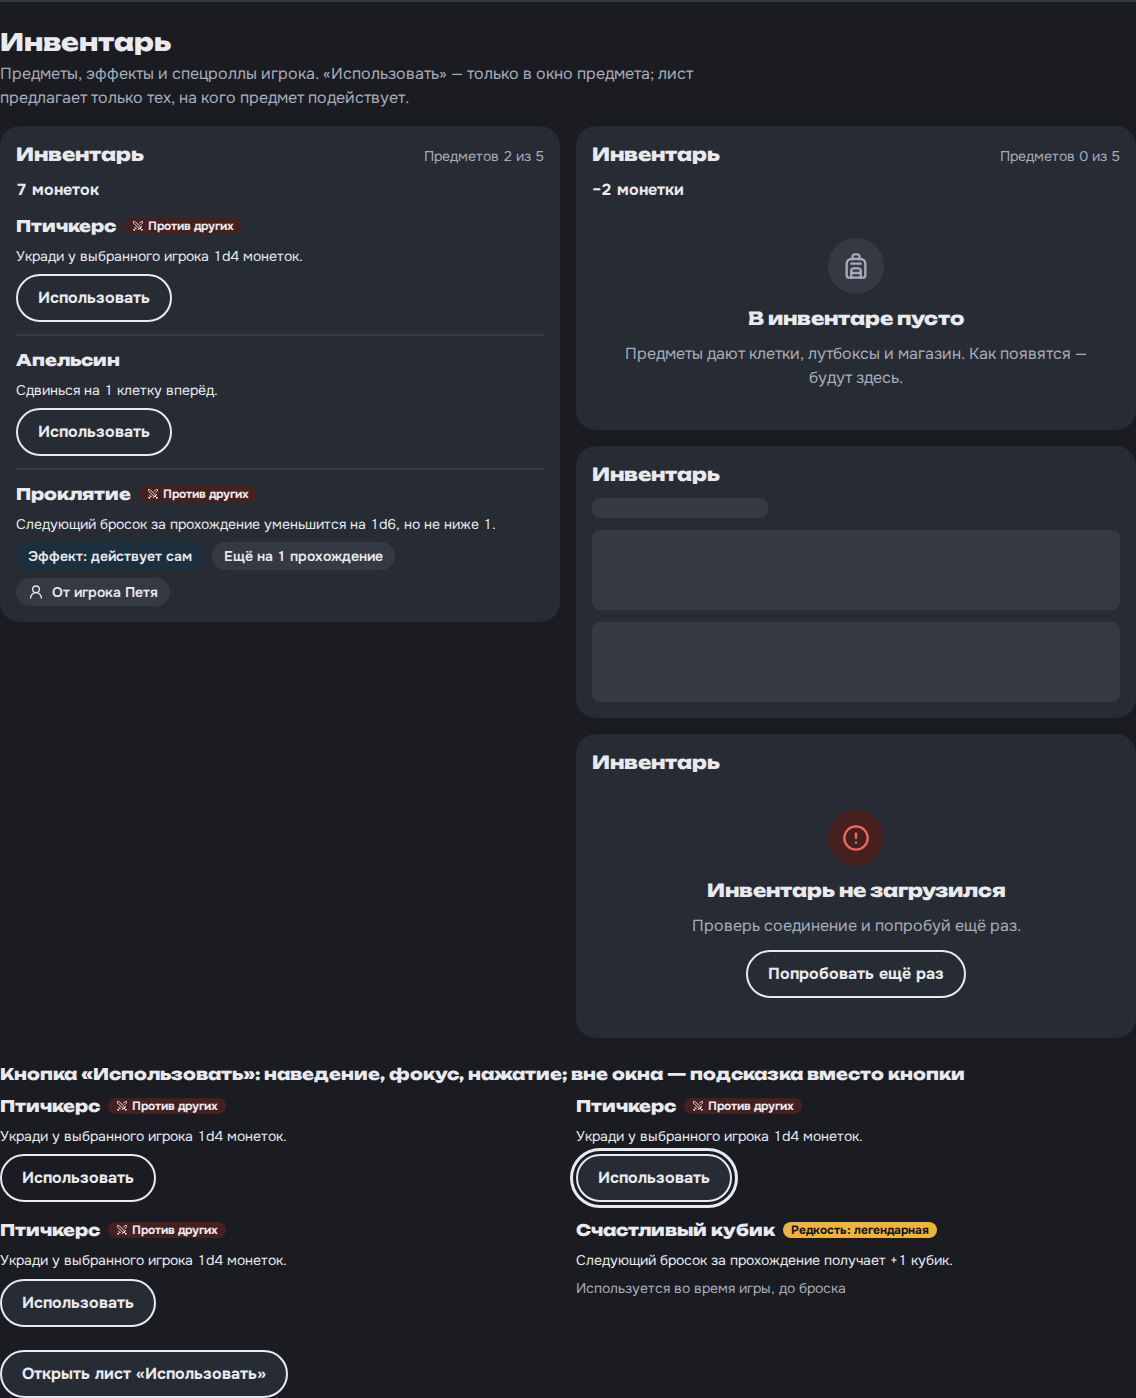 Инвентарь
Предметы, эффекты и спецроллы игрока. «Использовать» — только в окно предмета; лист
предлагает только тех, на кого предмет подействует.
Инвентарь
Предметов 2 из 5
7 монеток
Птичкерс
Против других
Укради у выбранного игрока 1d4 монеток.
Использовать
Апельсин
Сдвинься на 1 клетку вперёд.
Использовать
Проклятие
Против других
Следующий бросок за прохождение уменьшится на 1d6, но не ниже 1.
Эффект: действует сам
Ещё на 1 прохождение
От игрока Петя
Инвентарь
Предметов 0 из 5
−2 монетки
В инвентаре пусто
Предметы дают клетки, лутбоксы и магазин. Как появятся —
будут здесь.
Инвентарь
Инвентарь
Инвентарь не загрузился
Проверь соединение и попробуй ещё раз.
Попробовать ещё раз
Кнопка «Использовать»: наведение, фокус, нажатие; вне окна — подсказка вместо кнопки
Птичкерс
Против других
Укради у выбранного игрока 1d4 монеток.
Использовать
Птичкерс
Против других
Укради у выбранного игрока 1d4 монеток.
Использовать
Птичкерс
Против других
Укради у выбранного игрока 1d4 монеток.
Использовать
Счастливый кубик
Редкость: легендарная
Следующий бросок за прохождение получает +1 кубик.
Используется во время игры, до броска
Открыть лист «Использовать»